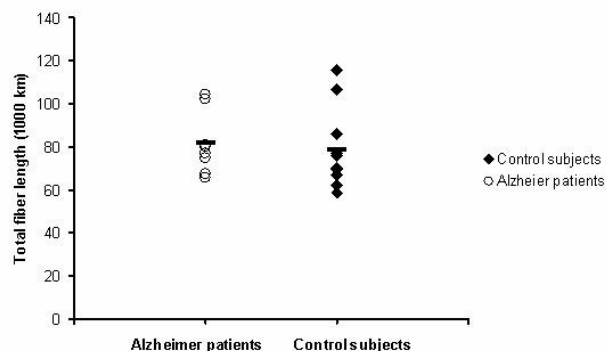 140
120
100
80
60
40
20
0
Total fiber length (1000 km)
Alzheimer patients Control subjects
Control subjects
Alzheier patients